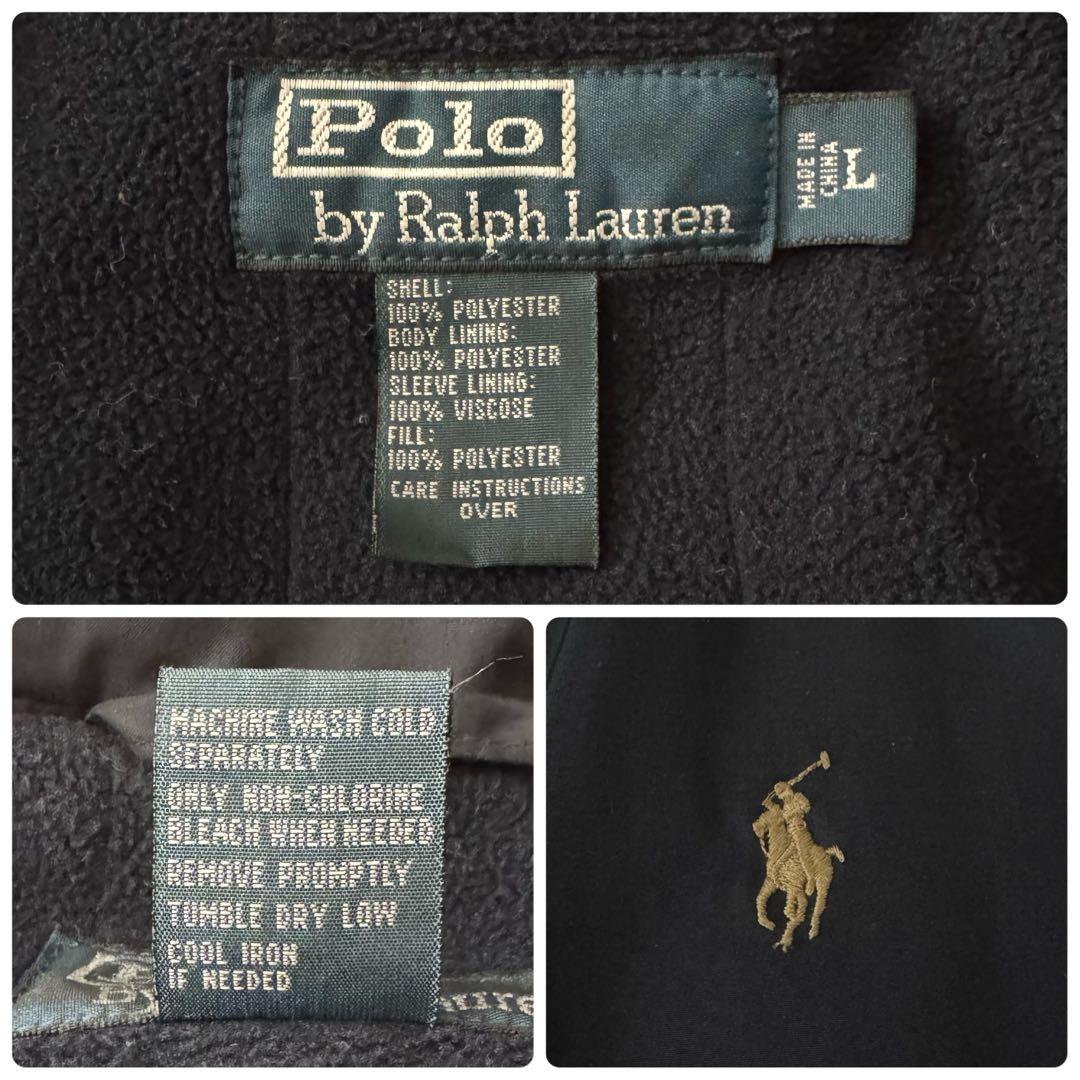 Polo
by Ralph Lauren
MADE IN
CHINA
L
SHELL:
100% POLYESTER
BODY LINING:
100% POLYESTER
SLEEVE LINING:
100% VISCOSE
FILL:
100% POLYESTER
CARE INSTRUCTIONS
OVER
MACHINE WASH COLD
SEPARATELY
ONLY NON-CHLORINE
BLEACH WHEN NEEDED
REMOVE PROMPTLY
TUMBLE DRY LOW
COOL IRON
IF NEEDED